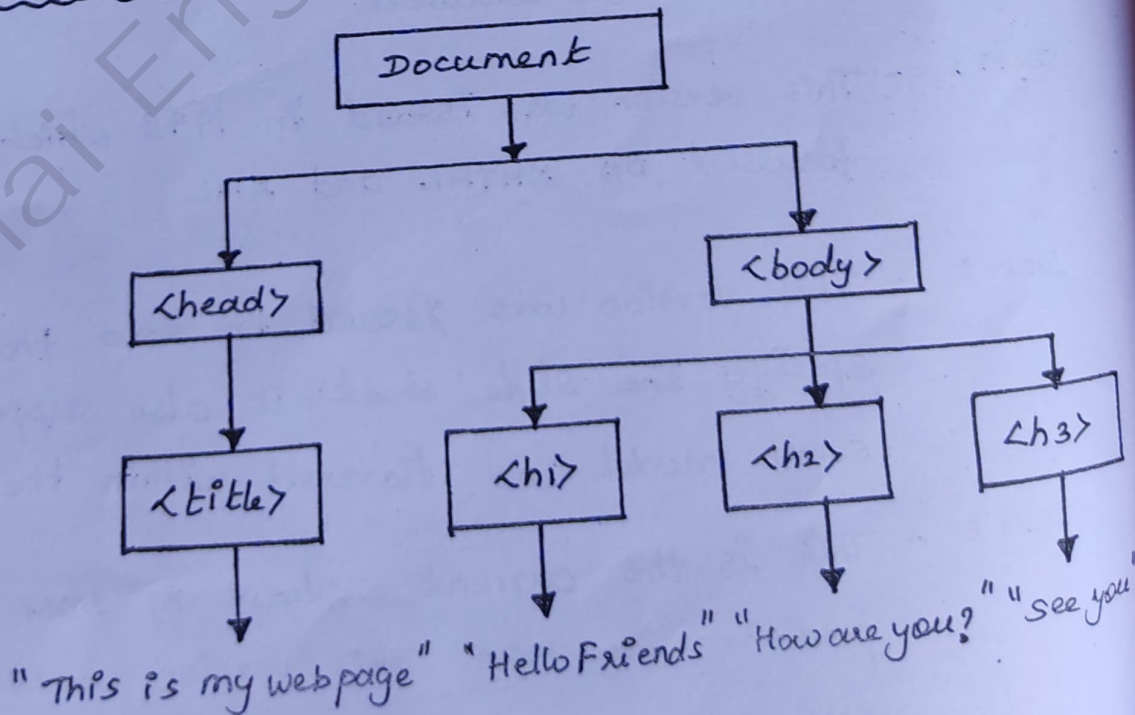 Document
<head>
<body>
<title>
<h1>
<h2>
<h3>
"This is my webpage"
"Hello Friends"
"How are you?"
"see you"